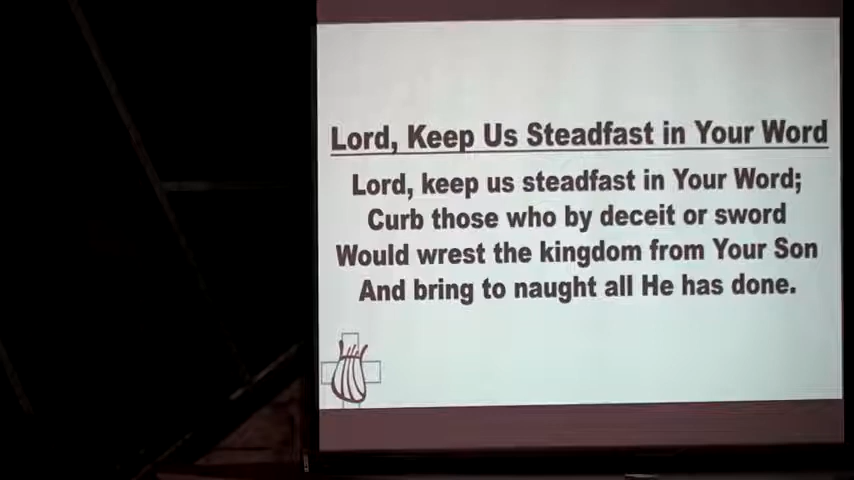 Lord, Keep Us Steadfast in Your Word
Lord, keep us steadfast in Your Word;
Curb those who by deceit or sword
Would wrest the kingdom from Your Son
And bring to naught all He has done.